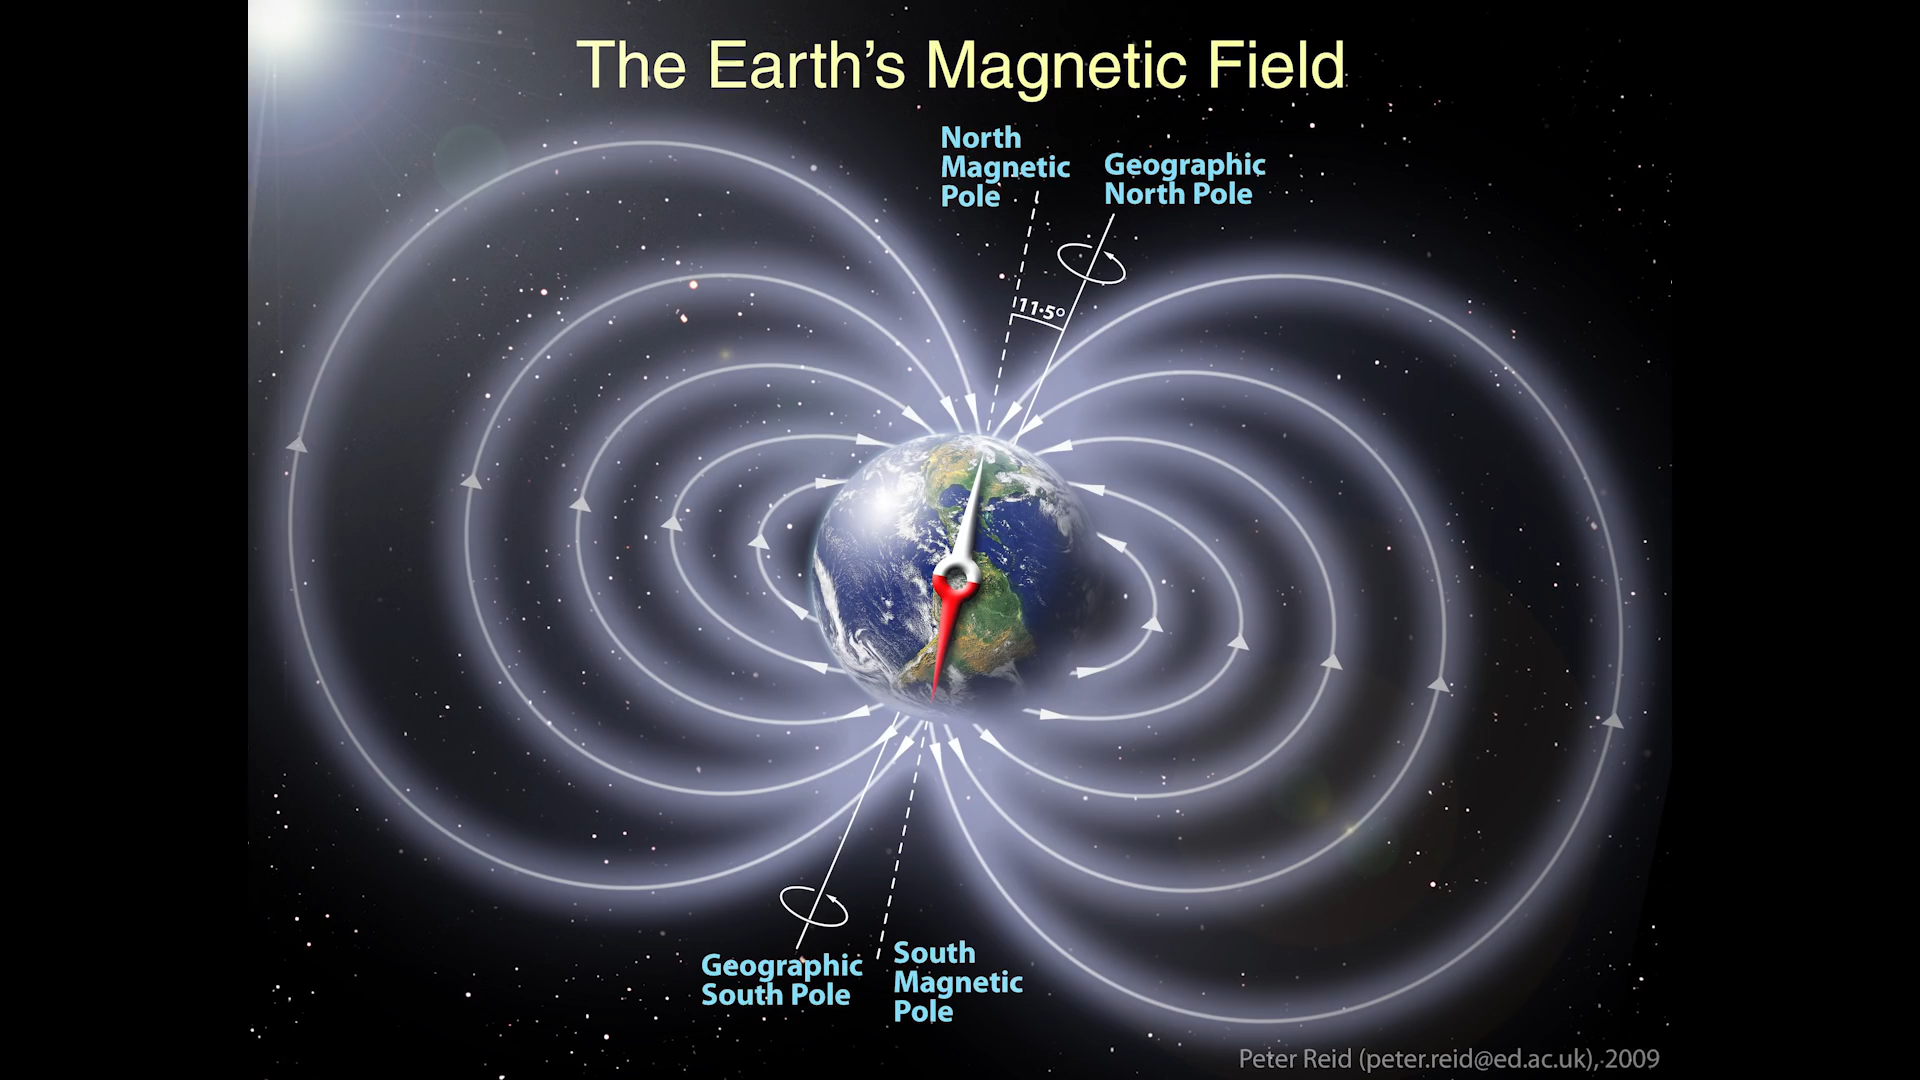 The Earth's Magnetic Field
North
Magnetic
Pole
Geographic
North Pole
11·5°
Geographic
South Pole
South
Magnetic
Pole
Peter Reid (peter.reid@ed.ac.uk), 2009